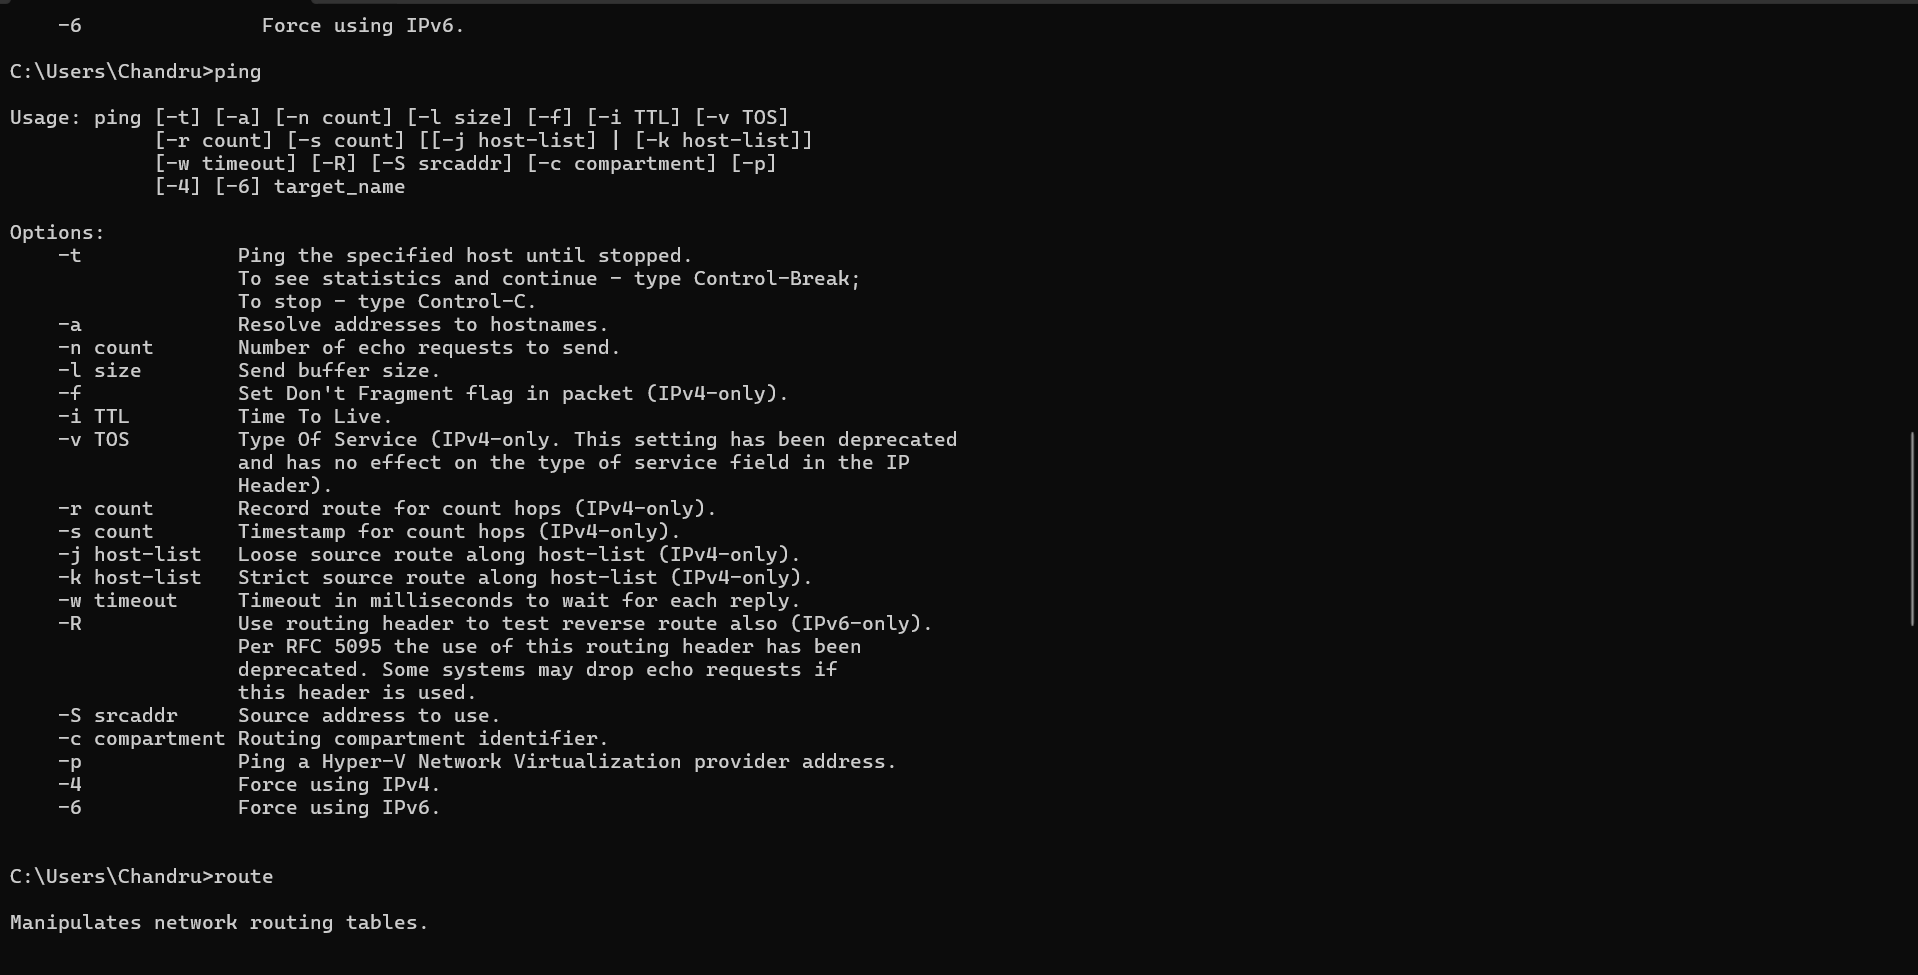 -6               Force using IPv6.
C:\Users\Chandru>ping
Usage: ping [-t] [-a] [-n count] [-l size] [-f] [-i TTL] [-v TOS]
            [-r count] [-s count] [[-j host-list] | [-k host-list]]
            [-w timeout] [-R] [-S srcaddr] [-c compartment] [-p]
            [-4] [-6] target_name
Options:
    -t             Ping the specified host until stopped.
                   To see statistics and continue - type Control-Break;
                   To stop - type Control-C.
    -a             Resolve addresses to hostnames.
    -n count       Number of echo requests to send.
    -l size        Send buffer size.
    -f             Set Don't Fragment flag in packet (IPv4-only).
    -i TTL         Time To Live.
    -v TOS         Type Of Service (IPv4-only. This setting has been deprecated
                   and has no effect on the type of service field in the IP
                   Header).
    -r count       Record route for count hops (IPv4-only).
    -s count       Timestamp for count hops (IPv4-only).
    -j host-list   Loose source route along host-list (IPv4-only).
    -k host-list   Strict source route along host-list (IPv4-only).
    -w timeout     Timeout in milliseconds to wait for each reply.
    -R             Use routing header to test reverse route also (IPv6-only).
                   Per RFC 5095 the use of this routing header has been
                   deprecated. Some systems may drop echo requests if
                   this header is used.
    -S srcaddr     Source address to use.
    -c compartment Routing compartment identifier.
    -p             Ping a Hyper-V Network Virtualization provider address.
    -4             Force using IPv4.
    -6             Force using IPv6.
C:\Users\Chandru>route
Manipulates network routing tables.